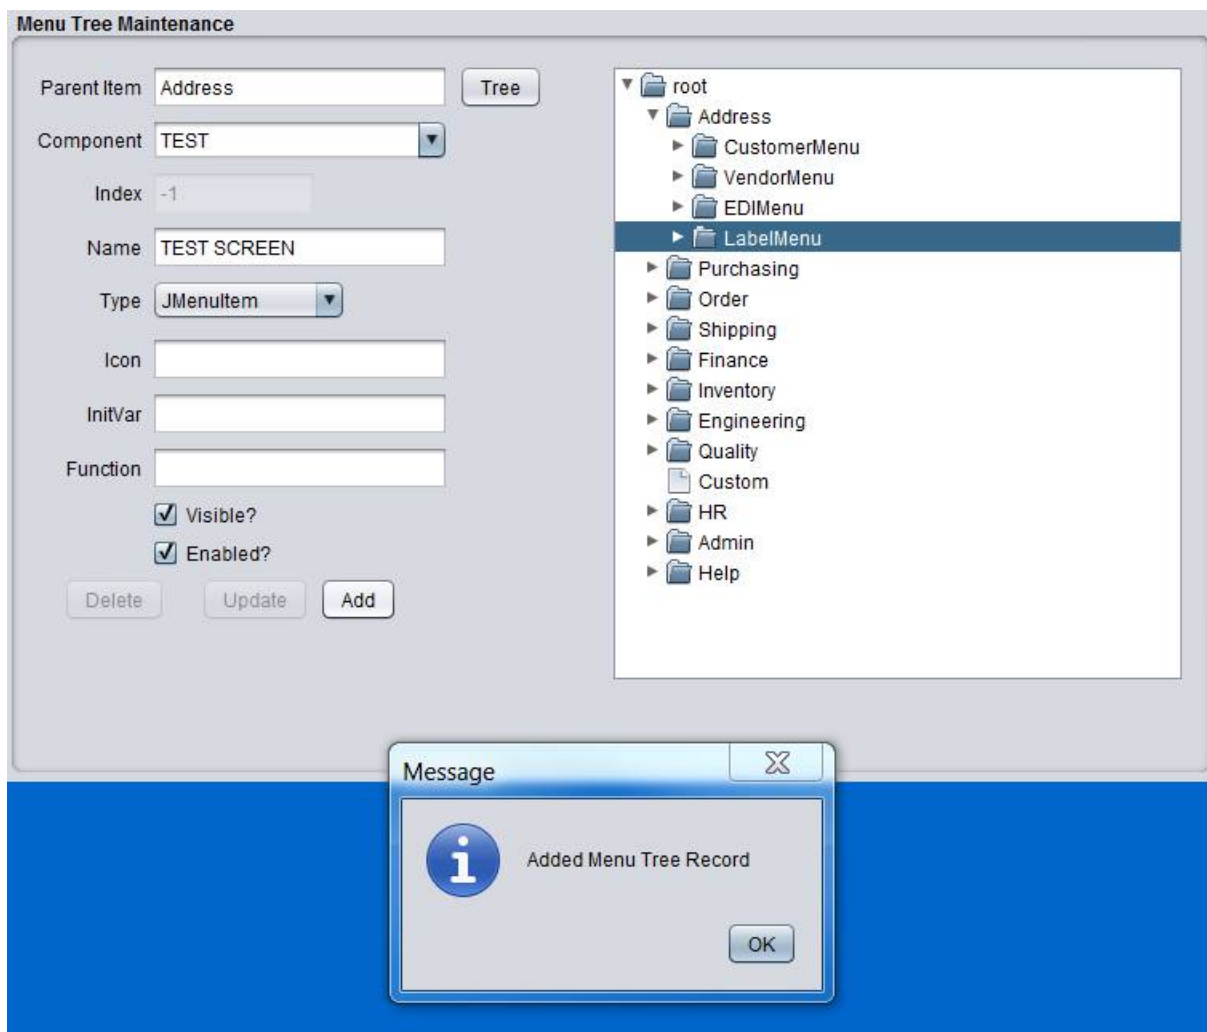 Menu Tree Maintenance
Parent Item Address Tree
Component TEST
Index -1
Name TEST SCREEN
Type JMenuItem
Icon
InitVar
Function
Visible?
Enabled?
Delete Update Add
root
Address
CustomerMenu
VendorMenu
EDIMenu
LabelMenu
Purchasing
Order
Shipping
Finance
Inventory
Engineering
Quality
Custom
HR
Admin
Help
Message
Added Menu Tree Record
OK